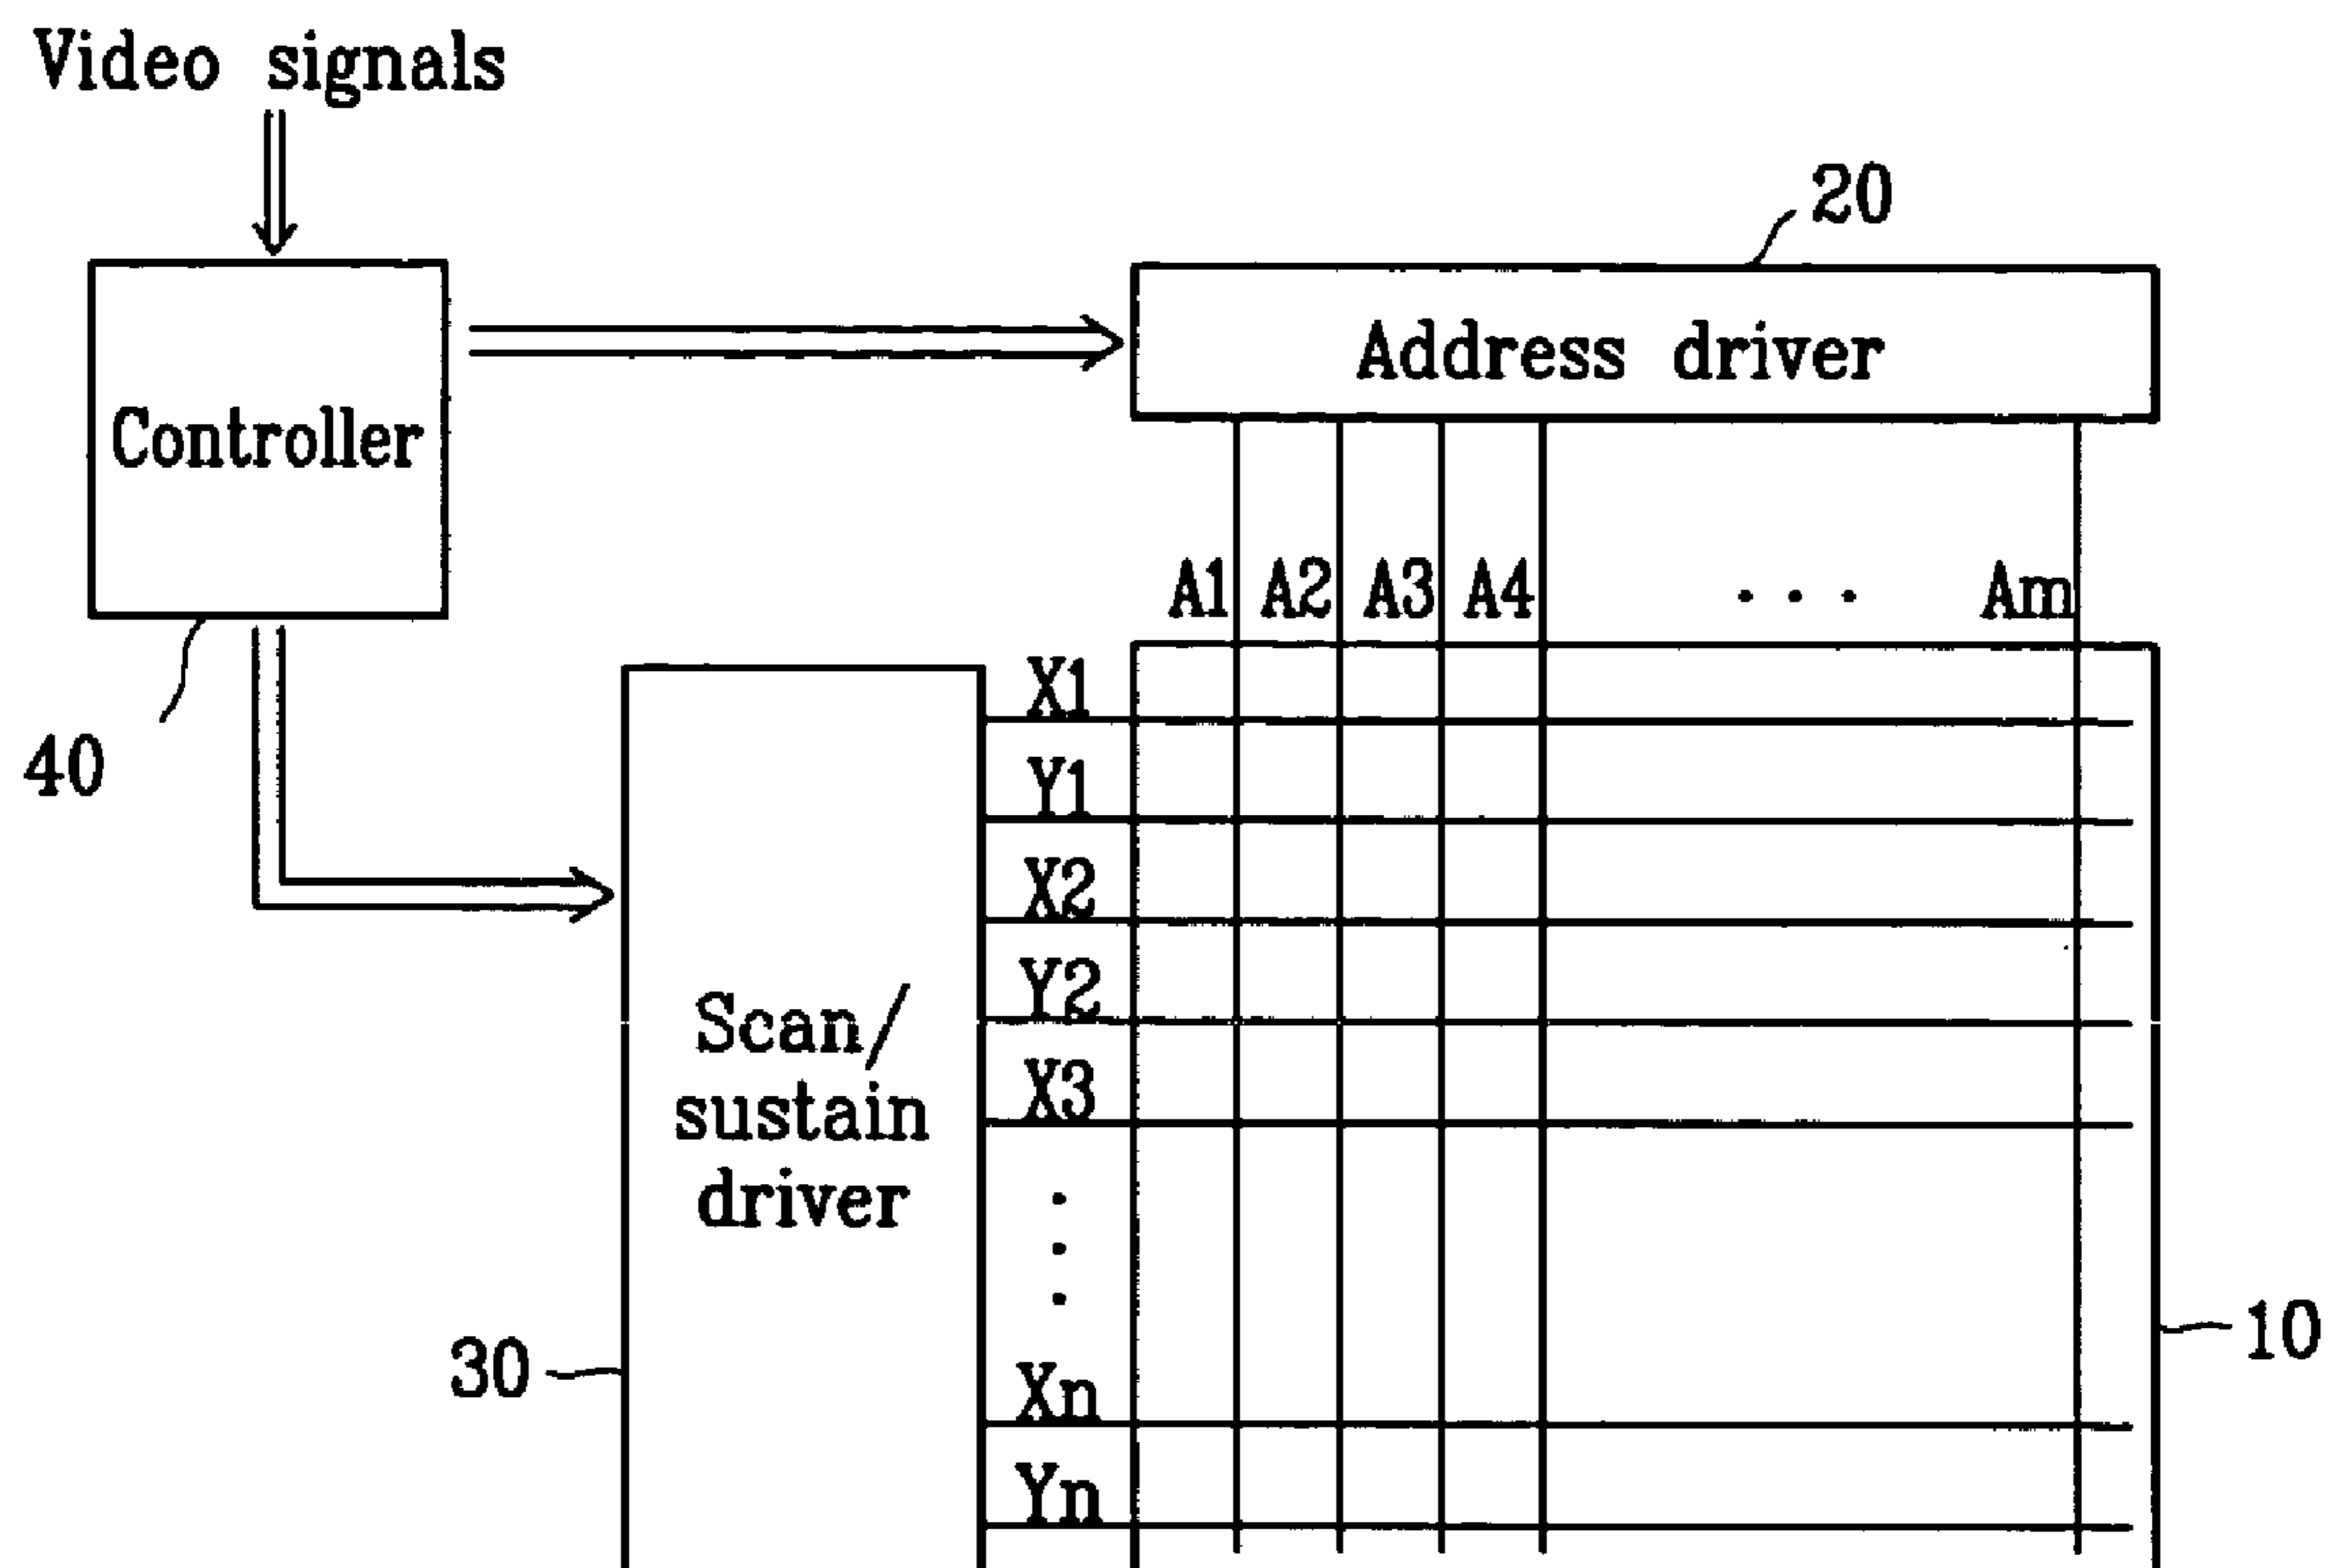 Video signals
20
Address driver
Controller
A1 A2 A3 A4 . . . Am
X1
40
Y1
X2
Y2
Scan/
sustain
driver
X3
.
.
.
10
30
Xn
Yn